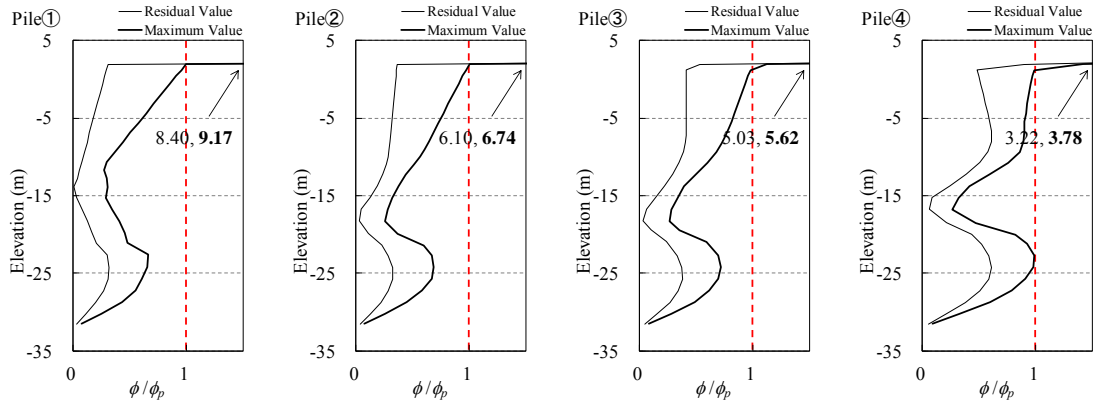 Pile①
Residual Value
Maximum Value
5
-5
-15
-25
-35
Elevation (m)
8.40, 9.17
0
1
ϕ/ϕp
Pile②
Residual Value
Maximum Value
5
-5
-15
-25
-35
Elevation (m)
6.10, 6.74
0
1
ϕ/ϕp
Pile③
Residual Value
Maximum Value
5
-5
-15
-25
-35
Elevation (m)
5.03, 5.62
0
1
ϕ/ϕp
Pile④
Residual Value
Maximum Value
5
-5
-15
-25
-35
Elevation (m)
3.22, 3.78
0
1
ϕ/ϕp